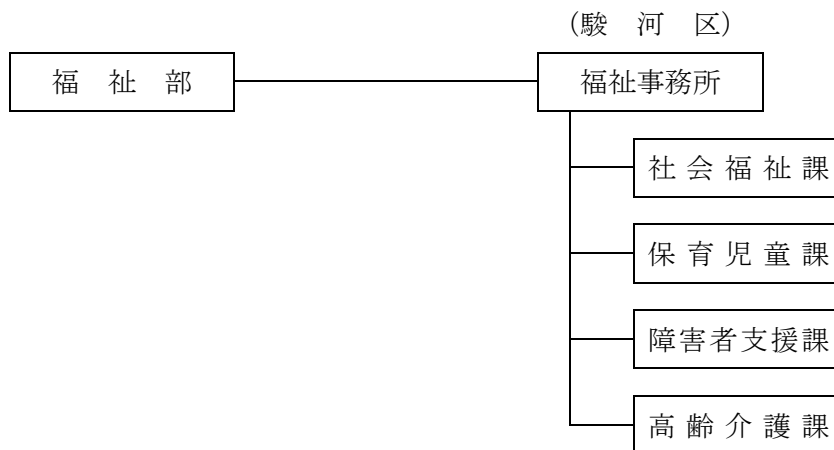 (駿 河 区)
福 祉 部
福祉事務所
社 会 福 祉 課
保 育 児 童 課
障害者支援課
高 齢 介 護 課